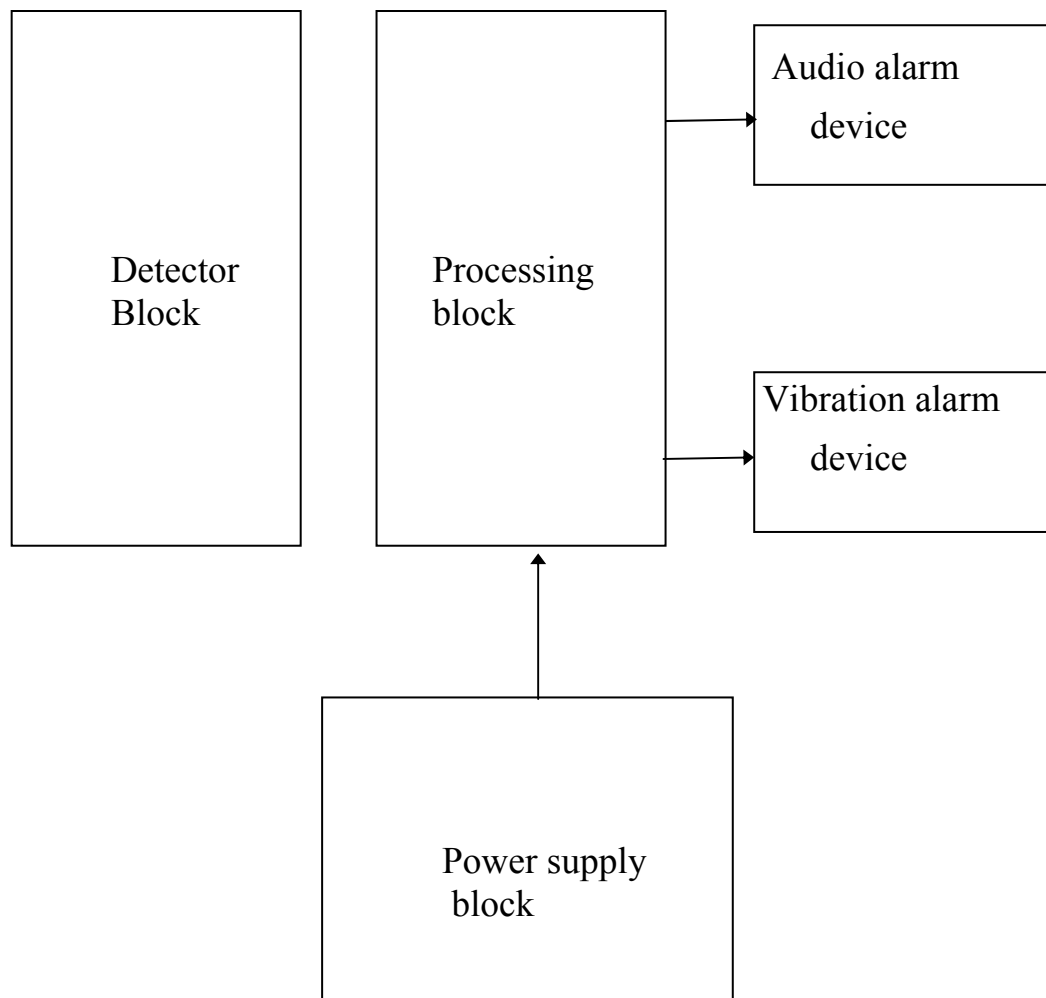 Audio alarm
device
Detector
Block
Processing
block
Vibration alarm
device
Power supply
block